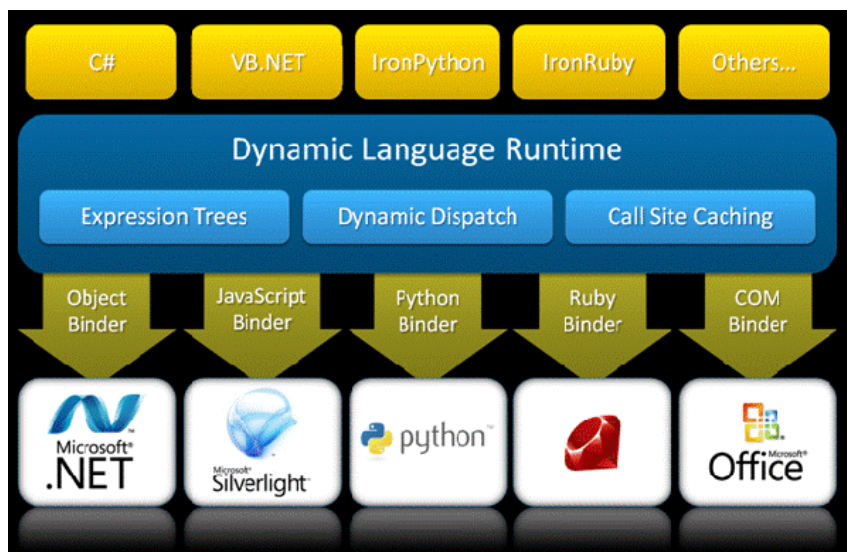 C#
VB.NET
IronPython
IronRuby
Others...
Dynamic Language Runtime
Expression Trees
Dynamic Dispatch
Call Site Caching
Object
Binder
JavaScript
Binder
Python
Binder
Ruby
Binder
COM
Binder
Microsoft®
.NET
Microsoft®
Silverlight™
python™
Microsoft®
Office